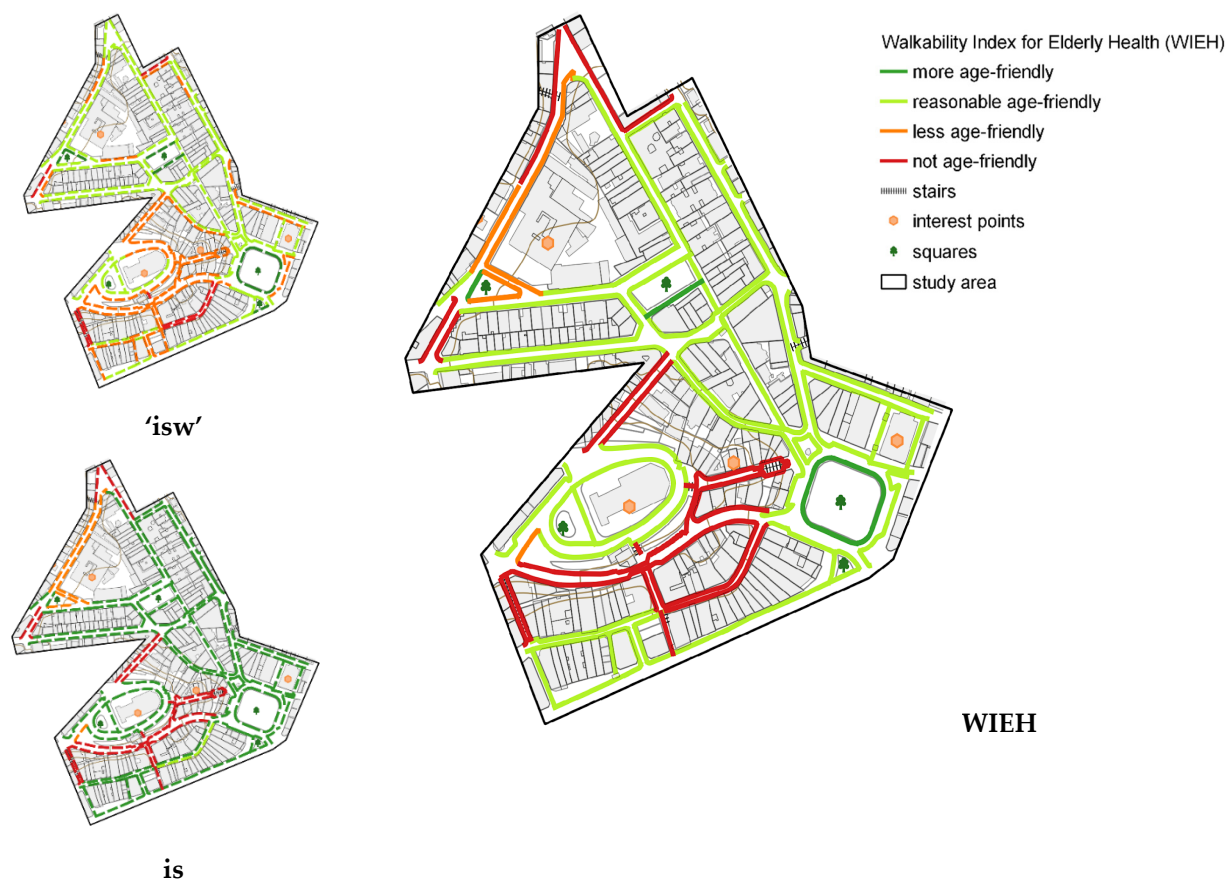 Walkability Index for Elderly Health (WIEH)
more age-friendly
reasonable age-friendly
less age-friendly
not age-friendly
stairs
interest points
squares
study area
‘isw’
WIEH
is